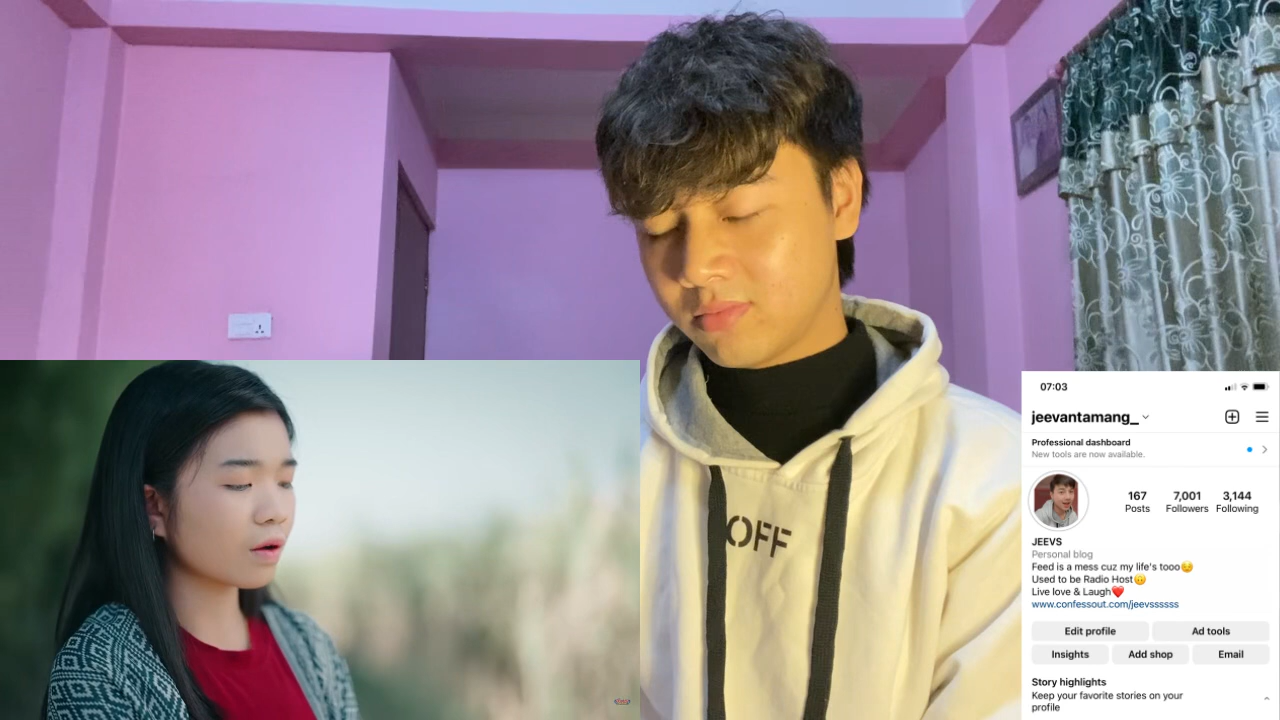 OFF
07:03
jeevantamang_
Professional dashboard
New tools are now available.
167 7,001 3,144
Posts Followers Following
JEEVS
Personal blog
Feed is a mess cuz my life's tooo😔
Used to be Radio Host🙃
Live love & Laugh❤️
www.confessout.com/jeevssssss
Edit profile Ad tools
Insights Add shop Email
Story highlights
Keep your favorite stories on your
profile